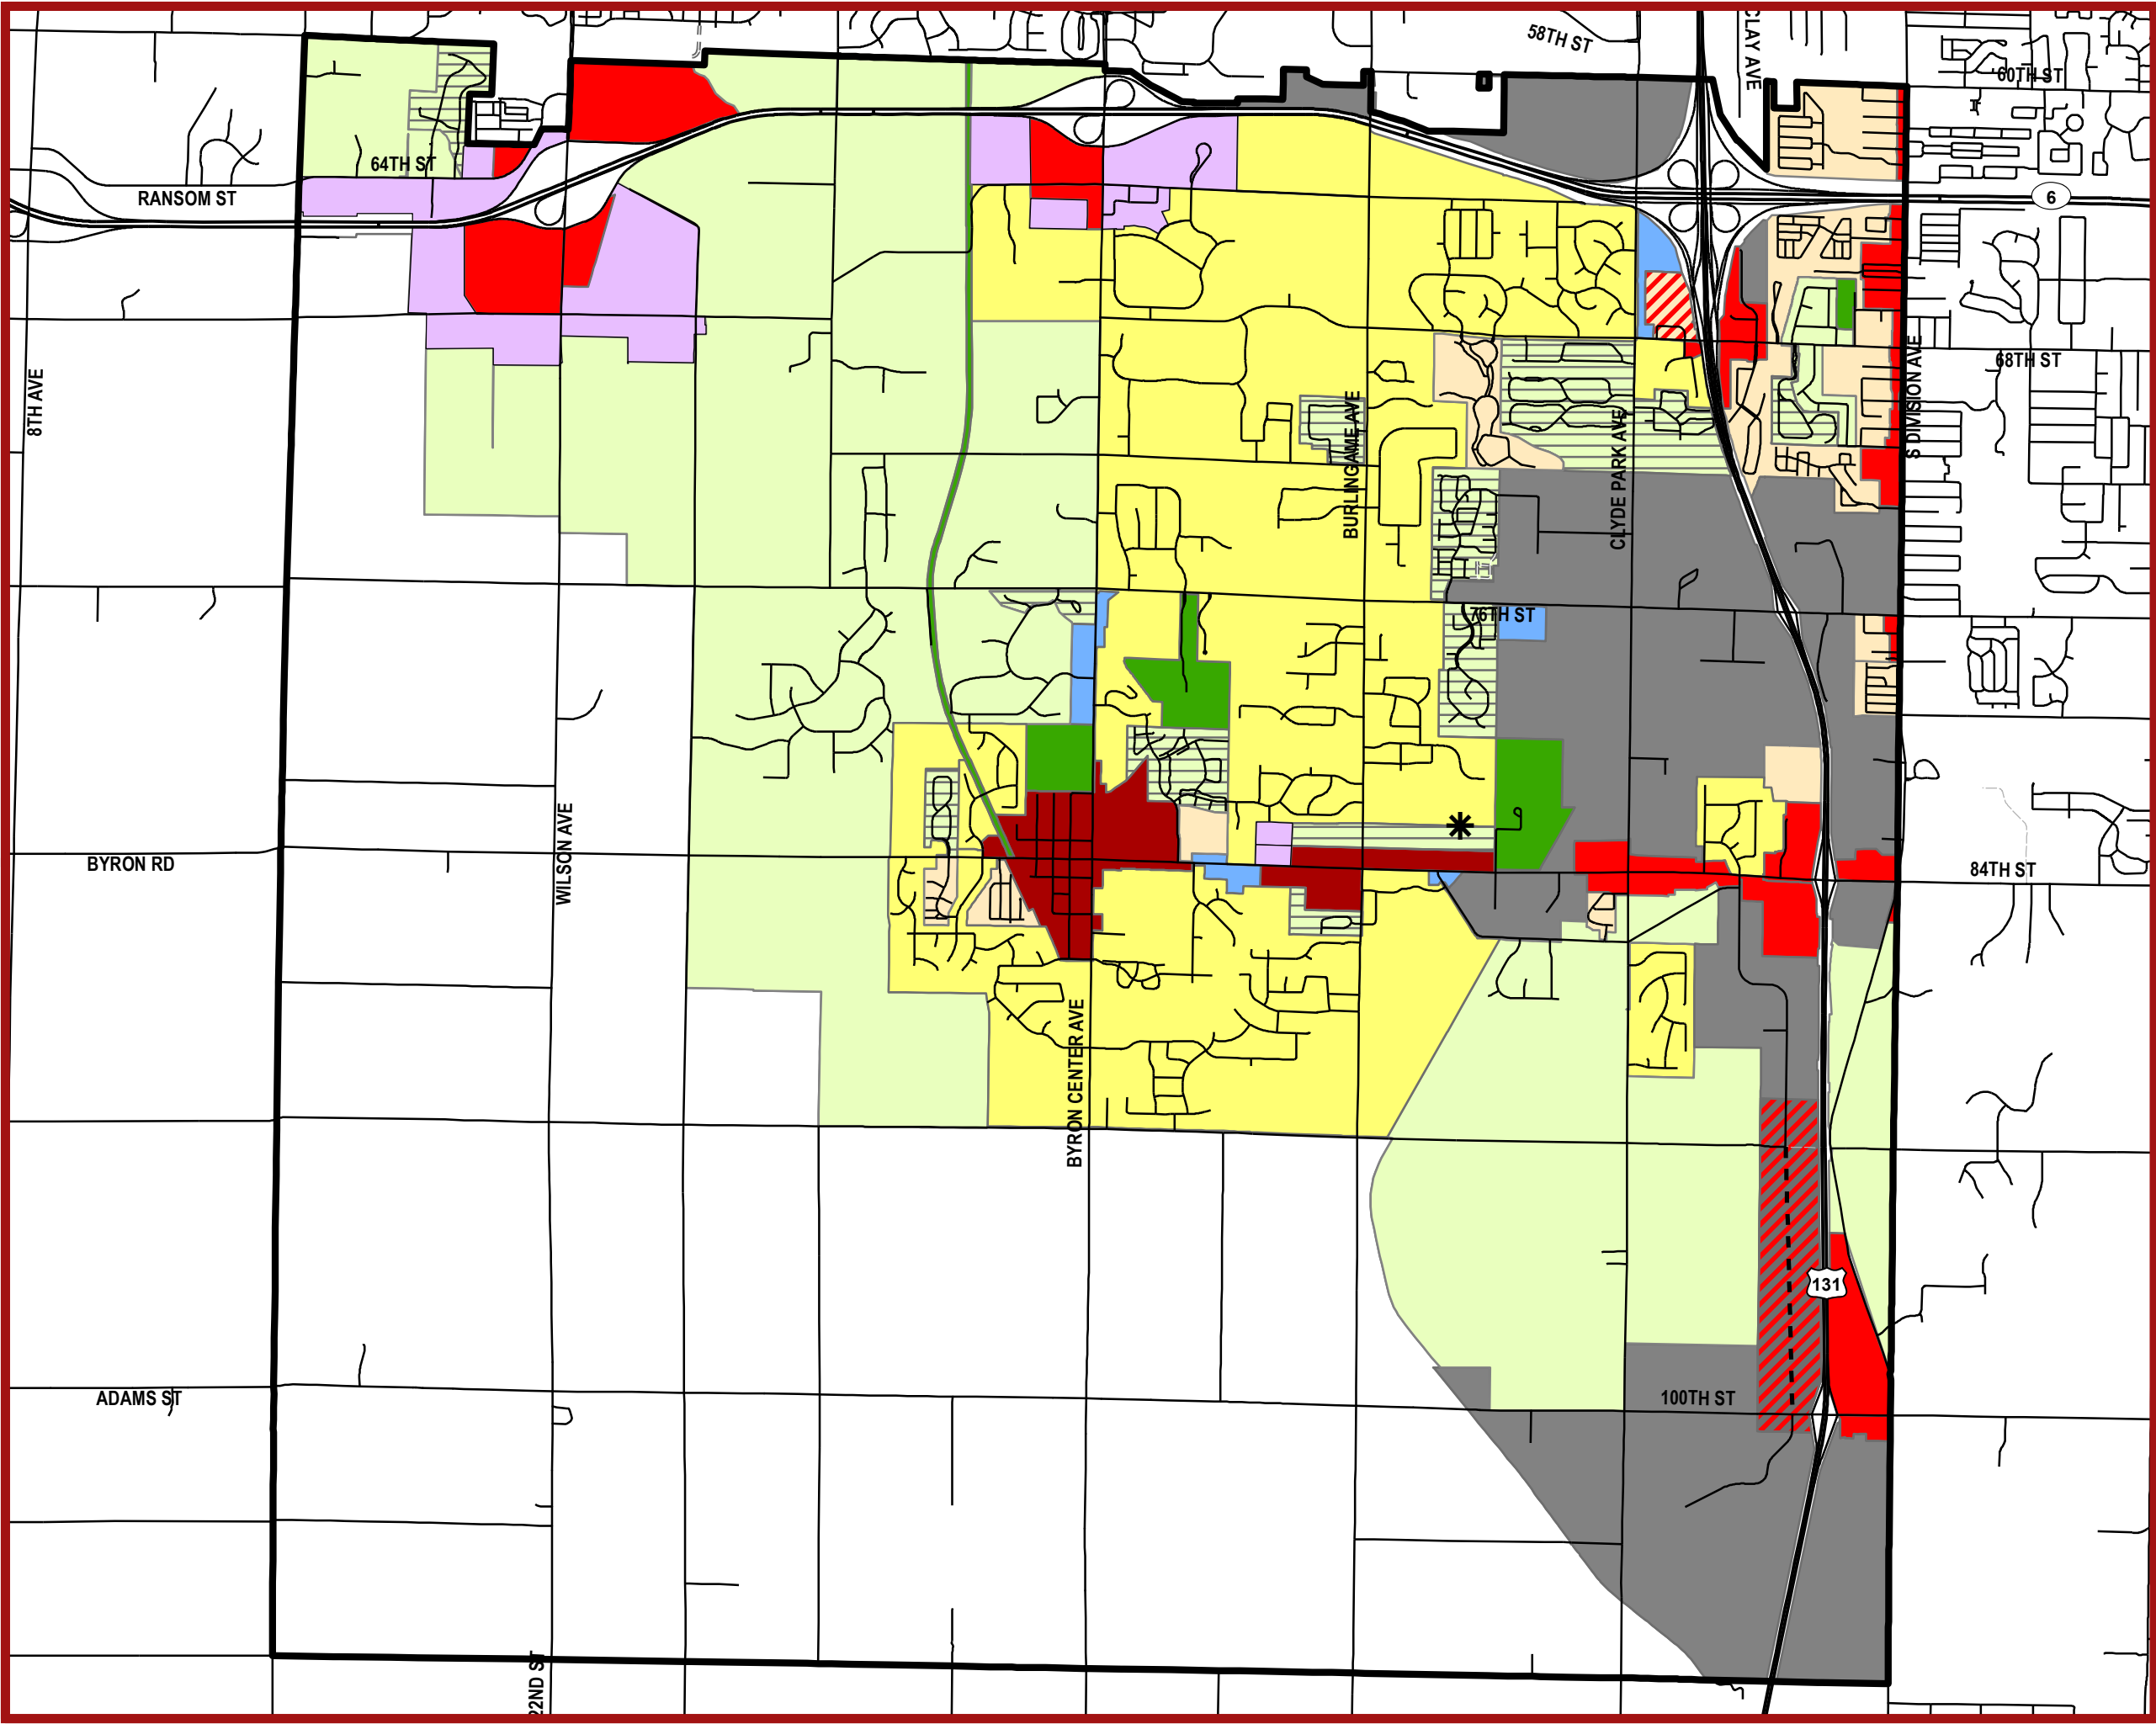 58TH ST
CLAY AVE
60TH ST
64TH ST
RANSOM ST
6
8TH AVE
68TH ST
S DIVISION AVE
BURLINGAME AVE
CLYDE PARK AVE
76TH ST
WILSON AVE
BYRON RD
84TH ST
BYRON CENTER AVE
131
ADAMS ST
100TH ST
22ND ST